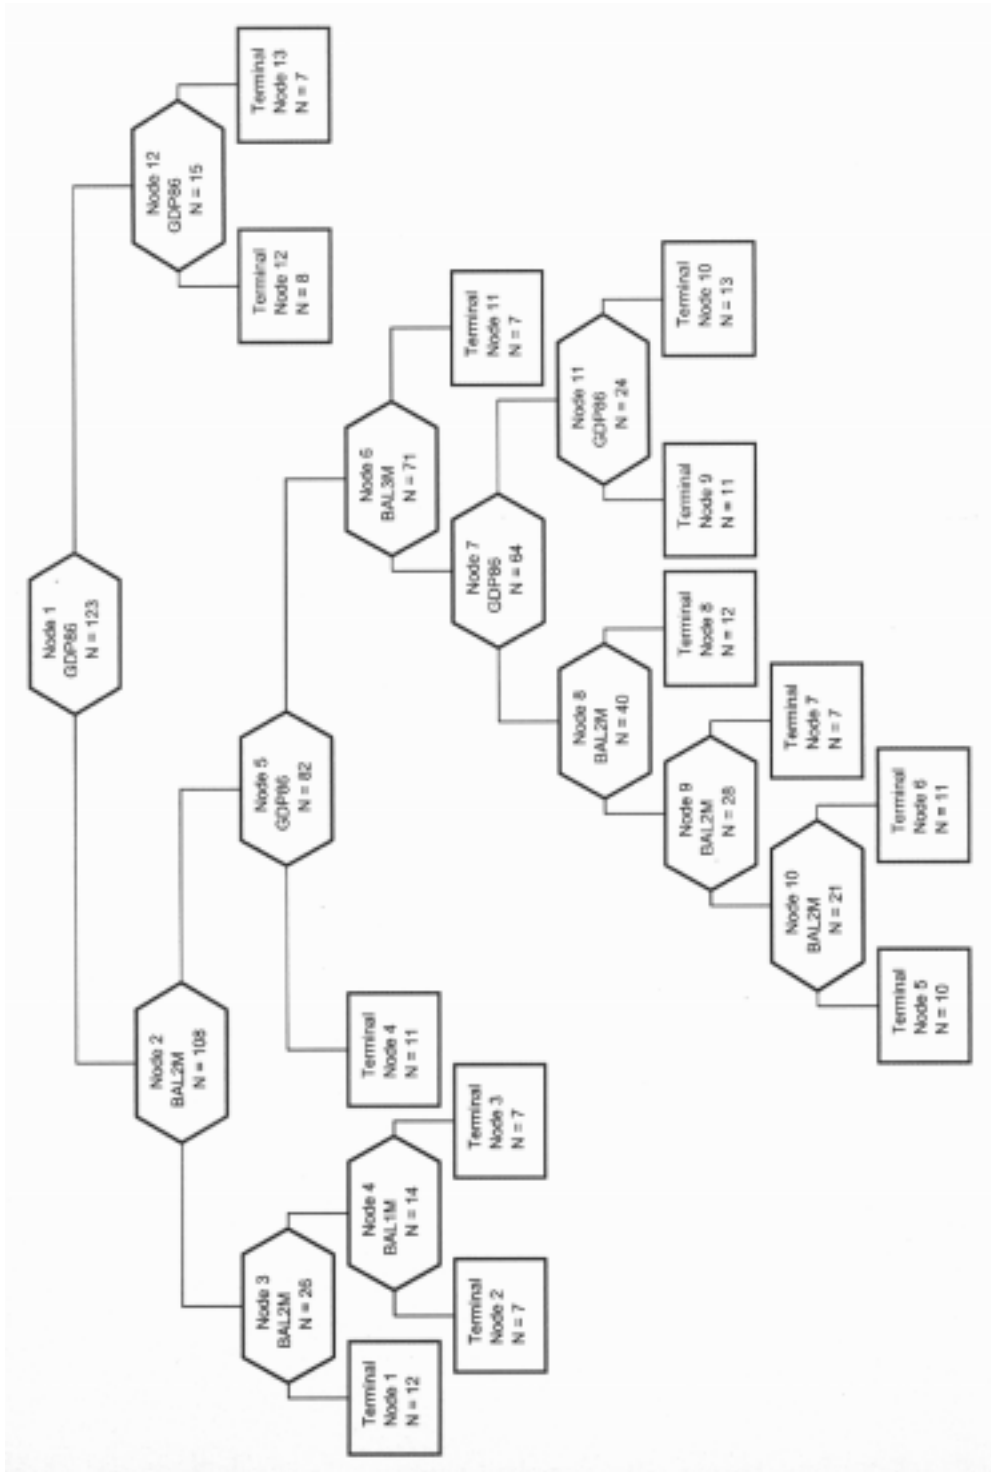 Node 1
GDP86
N = 123
Node 2
BAL2M
N = 108
Node 12
GDP86
N = 15
Node 3
BAL2M
N = 26
Node 5
GDP86
N = 82
Terminal
Node 12
N = 8
Terminal
Node 13
N = 7
Terminal
Node 1
N = 12
Node 4
BAL1M
N = 14
Terminal
Node 4
N = 11
Node 6
BAL3M
N = 71
Terminal
Node 2
N = 7
Terminal
Node 3
N = 7
Node 7
GDP86
N = 64
Terminal
Node 11
N = 7
Node 8
BAL2M
N = 40
Node 11
GDP86
N = 24
Node 9
BAL2M
N = 28
Terminal
Node 8
N = 12
Terminal
Node 9
N = 11
Terminal
Node 10
N = 13
Node 10
BAL2M
N = 21
Terminal
Node 7
N = 7
Terminal
Node 5
N = 10
Terminal
Node 6
N = 11